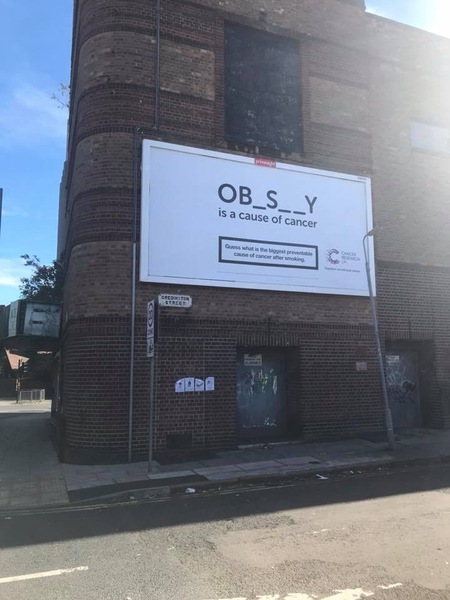 primesight
OB_S__Y
is a cause of cancer
Guess what is the biggest preventable
cause of cancer after smoking.
CANCER
RESEARCH
UK
CREDITON
STREET